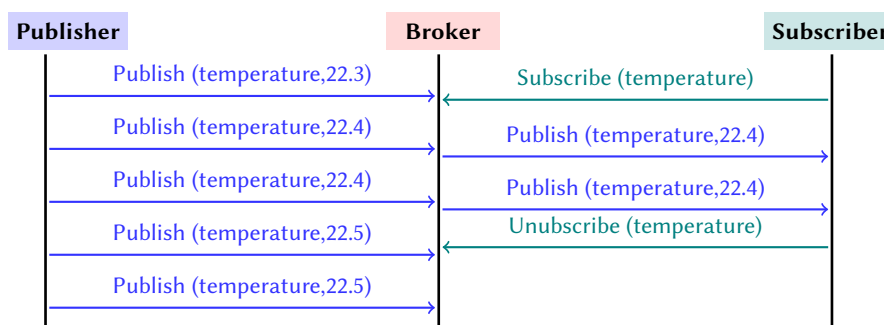 Publisher
Broker
Subscriber
Publish (temperature,22.3)
Subscribe (temperature)
Publish (temperature,22.4)
Publish (temperature,22.4)
Publish (temperature,22.4)
Publish (temperature,22.4)
Unubscribe (temperature)
Publish (temperature,22.5)
Publish (temperature,22.5)